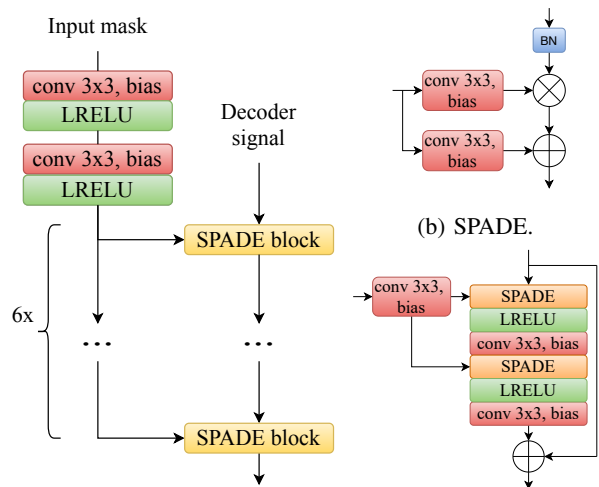 Input mask
conv 3x3, bias
LRELU
conv 3x3, bias
LRELU
Decoder
signal
SPADE block
6x
...
...
SPADE block
BN
conv 3x3,
bias
conv 3x3,
bias
(b) SPADE.
conv 3x3,
bias
SPADE
LRELU
conv 3x3, bias
SPADE
LRELU
conv 3x3, bias